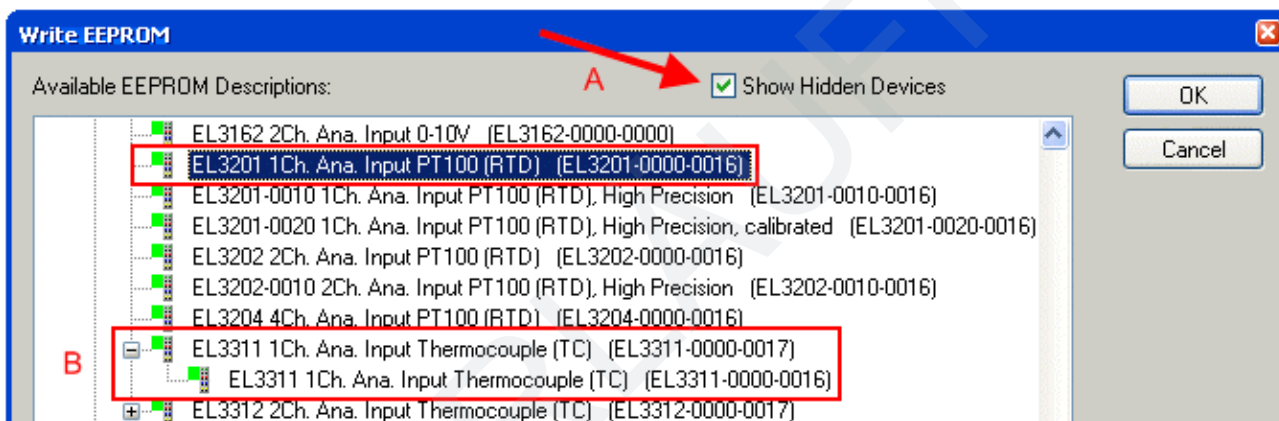 Write EEPROM
A
Available EEPROM Descriptions:
Show Hidden Devices
OK
Cancel
EL3162 2Ch. Ana. Input 0-10V (EL3162-0000-0000)
EL3201 1Ch. Ana. Input PT100 (RTD) (EL3201-0000-0016)
EL3201-0010 1Ch. Ana. Input PT100 (RTD), High Precision (EL3201-0010-0016)
EL3201-0020 1Ch. Ana. Input PT100 (RTD), High Precision, calibrated (EL3201-0020-0016)
EL3202 2Ch. Ana. Input PT100 (RTD) (EL3202-0000-0016)
EL3202-0010 2Ch. Ana. Input PT100 (RTD), High Precision (EL3202-0010-0016)
EL3204 4Ch. Ana. Input PT100 (RTD) (EL3204-0000-0016)
B
EL3311 1Ch. Ana. Input Thermocouple (TC) (EL3311-0000-0017)
EL3311 1Ch. Ana. Input Thermocouple (TC) (EL3311-0000-0016)
EL3312 2Ch. Ana. Input Thermocouple (TC) (EL3312-0000-0017)